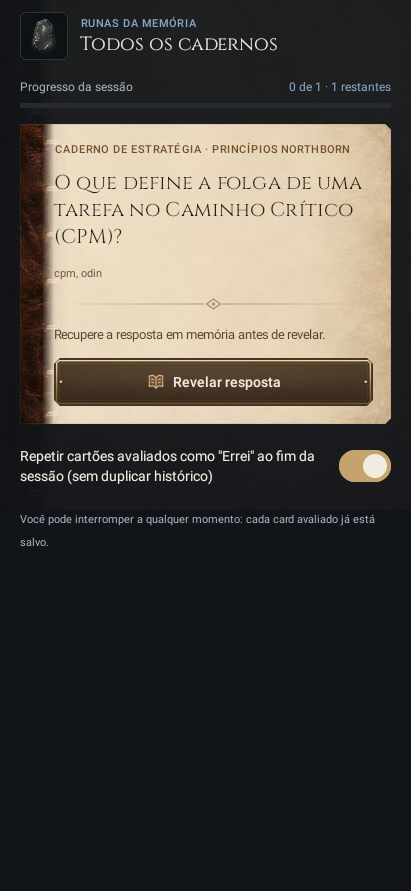 RUNAS DA MEMÓRIA
Todos os cadernos
Progresso da sessão
0 de 1 · 1 restantes
CADERNO DE ESTRATÉGIA · PRINCÍPIOS NORTHBORN
O que define a folga de uma
tarefa no Caminho Crítico
(CPM)?
cpm, odin
Recupere a resposta em memória antes de revelar.
Revelar resposta
Repetir cartões avaliados como "Errei" ao fim da
sessão (sem duplicar histórico)
Você pode interromper a qualquer momento: cada card avaliado já está
salvo.